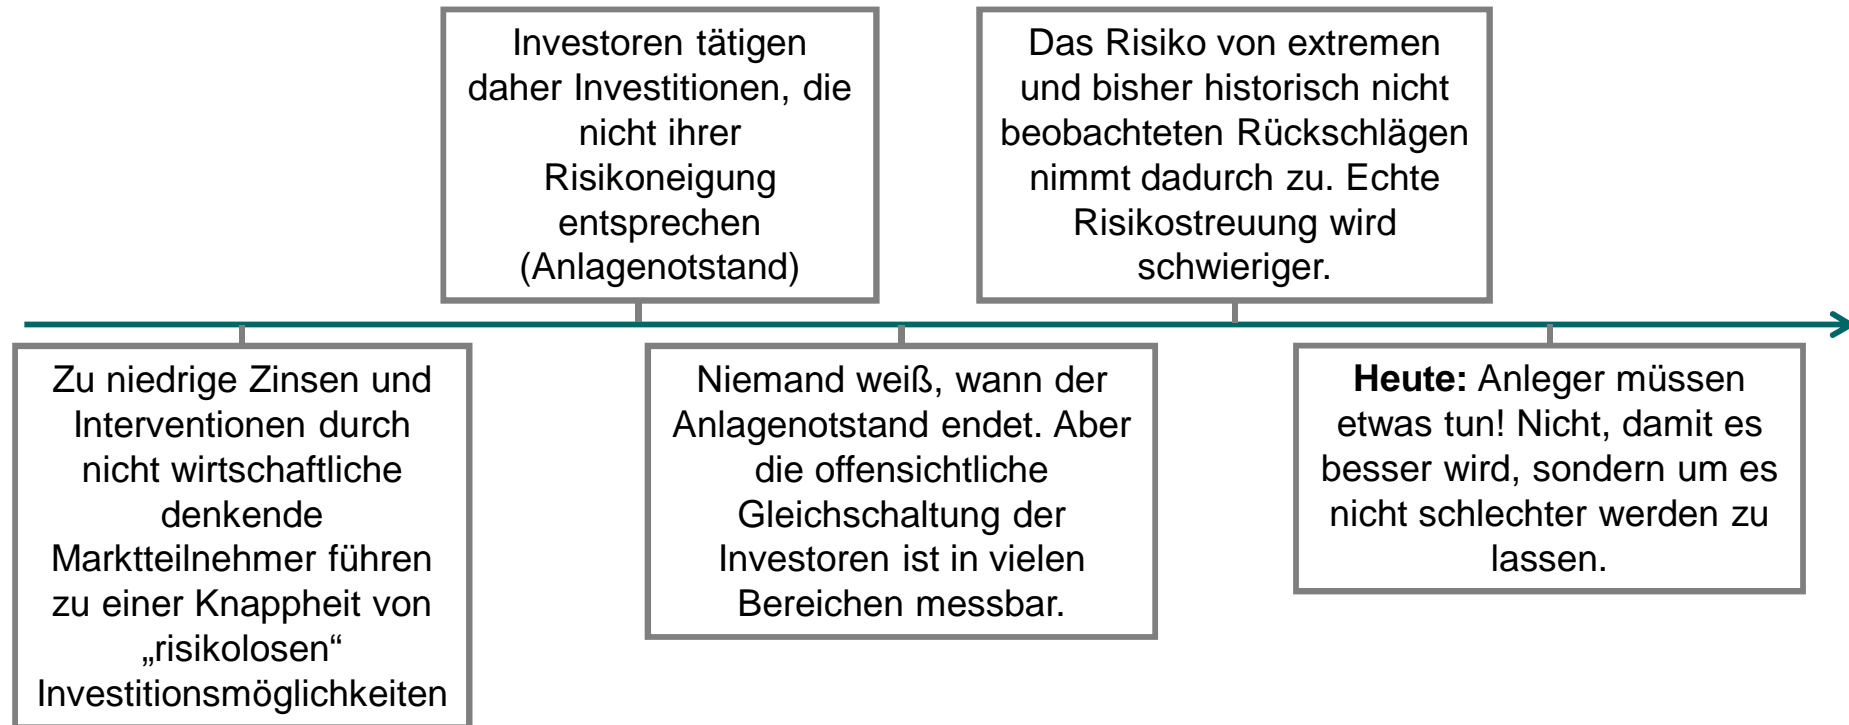 Investoren tätigen
daher Investitionen, die
nicht ihrer
Risikoneigung
entsprechen
(Anlagenotstand)
Das Risiko von extremen
und bisher historisch nicht
beobachteten Rückschlägen
nimmt dadurch zu. Echte
Risikostreuung wird
schwieriger.
Zu niedrige Zinsen und
Interventionen durch
nicht wirtschaftliche
denkende
Marktteilnehmer führen
zu einer Knappheit von
„risikolosen“
Investitionsmöglichkeiten
Niemand weiß, wann der
Anlagenotstand endet. Aber
die offensichtliche
Gleichschaltung der
Investoren ist in vielen
Bereichen messbar.
Heute: Anleger müssen
etwas tun! Nicht, damit es
besser wird, sondern um es
nicht schlechter werden zu
lassen.